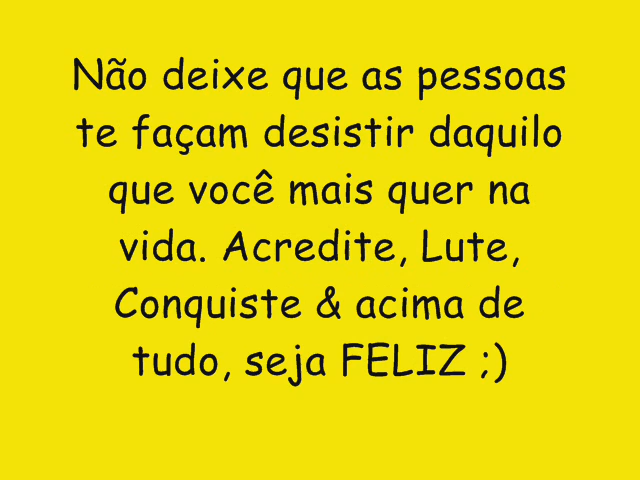 Não deixe que as pessoas
te façam desistir daquilo
que você mais quer na
vida. Acredite, Lute,
Conquiste & acima de
tudo, seja FELIZ ;)